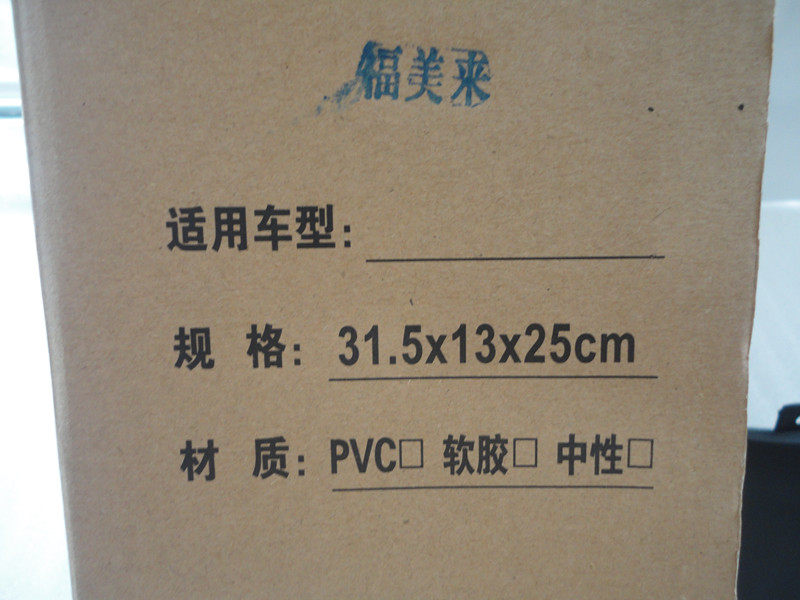 福美来
适用车型：
规 格：31.5x13x25cm
材 质：PVC□ 软胶□ 中性□